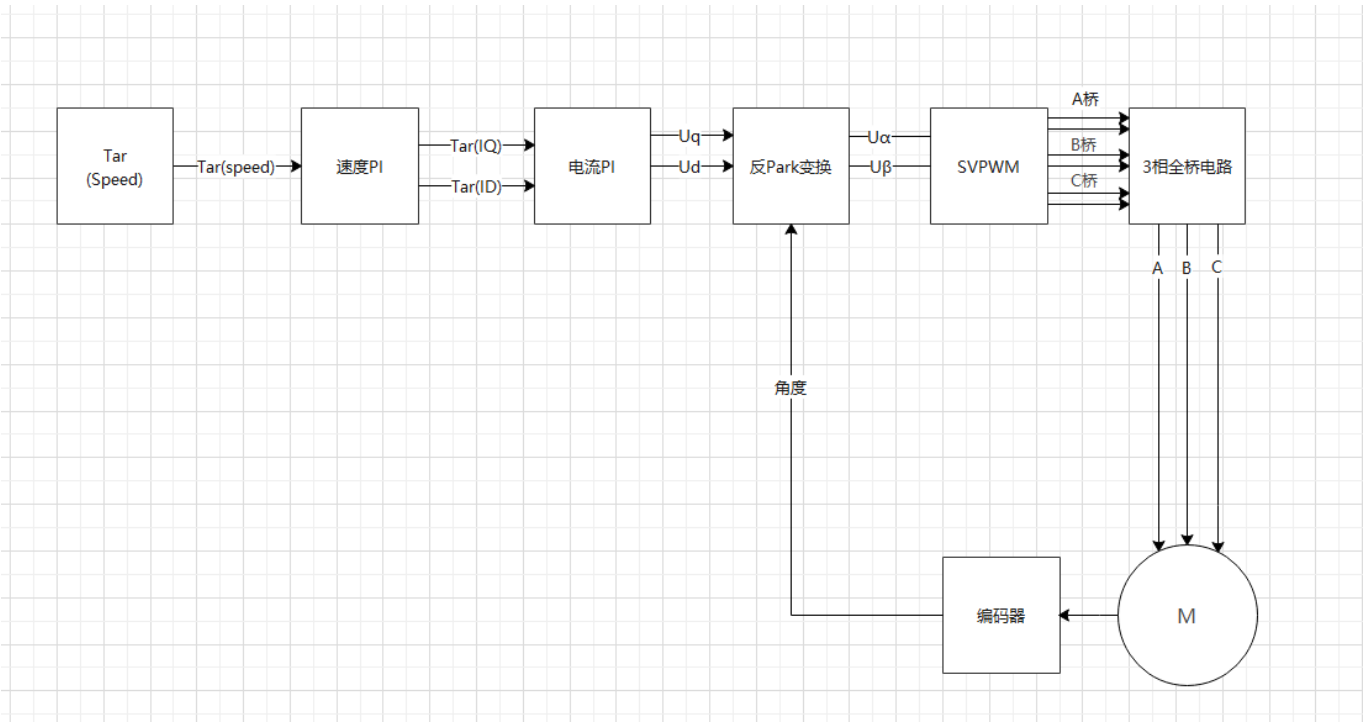 Tar
(Speed)
Tar(speed)
速度PI
Tar(IQ)
Tar(ID)
电流PI
Uq
Ud
反Park变换
Uα
Uβ
SVPWM
A桥
B桥
C桥
3相全桥电路
A
B
C
角度
编码器
M